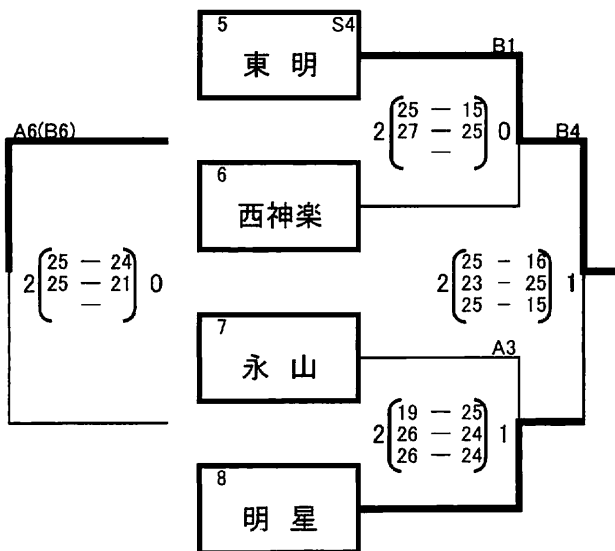 5 S4
東 明
B1
25 — 15
2 27 — 25 0
—
A6(B6)
B4
6
西神楽
25 — 24
2 25 — 21 0
—
25 - 16
2 23 - 25 1
25 - 15
7
永 山
A3
19 — 25
2 26 — 24 1
26 — 24
8
明 星